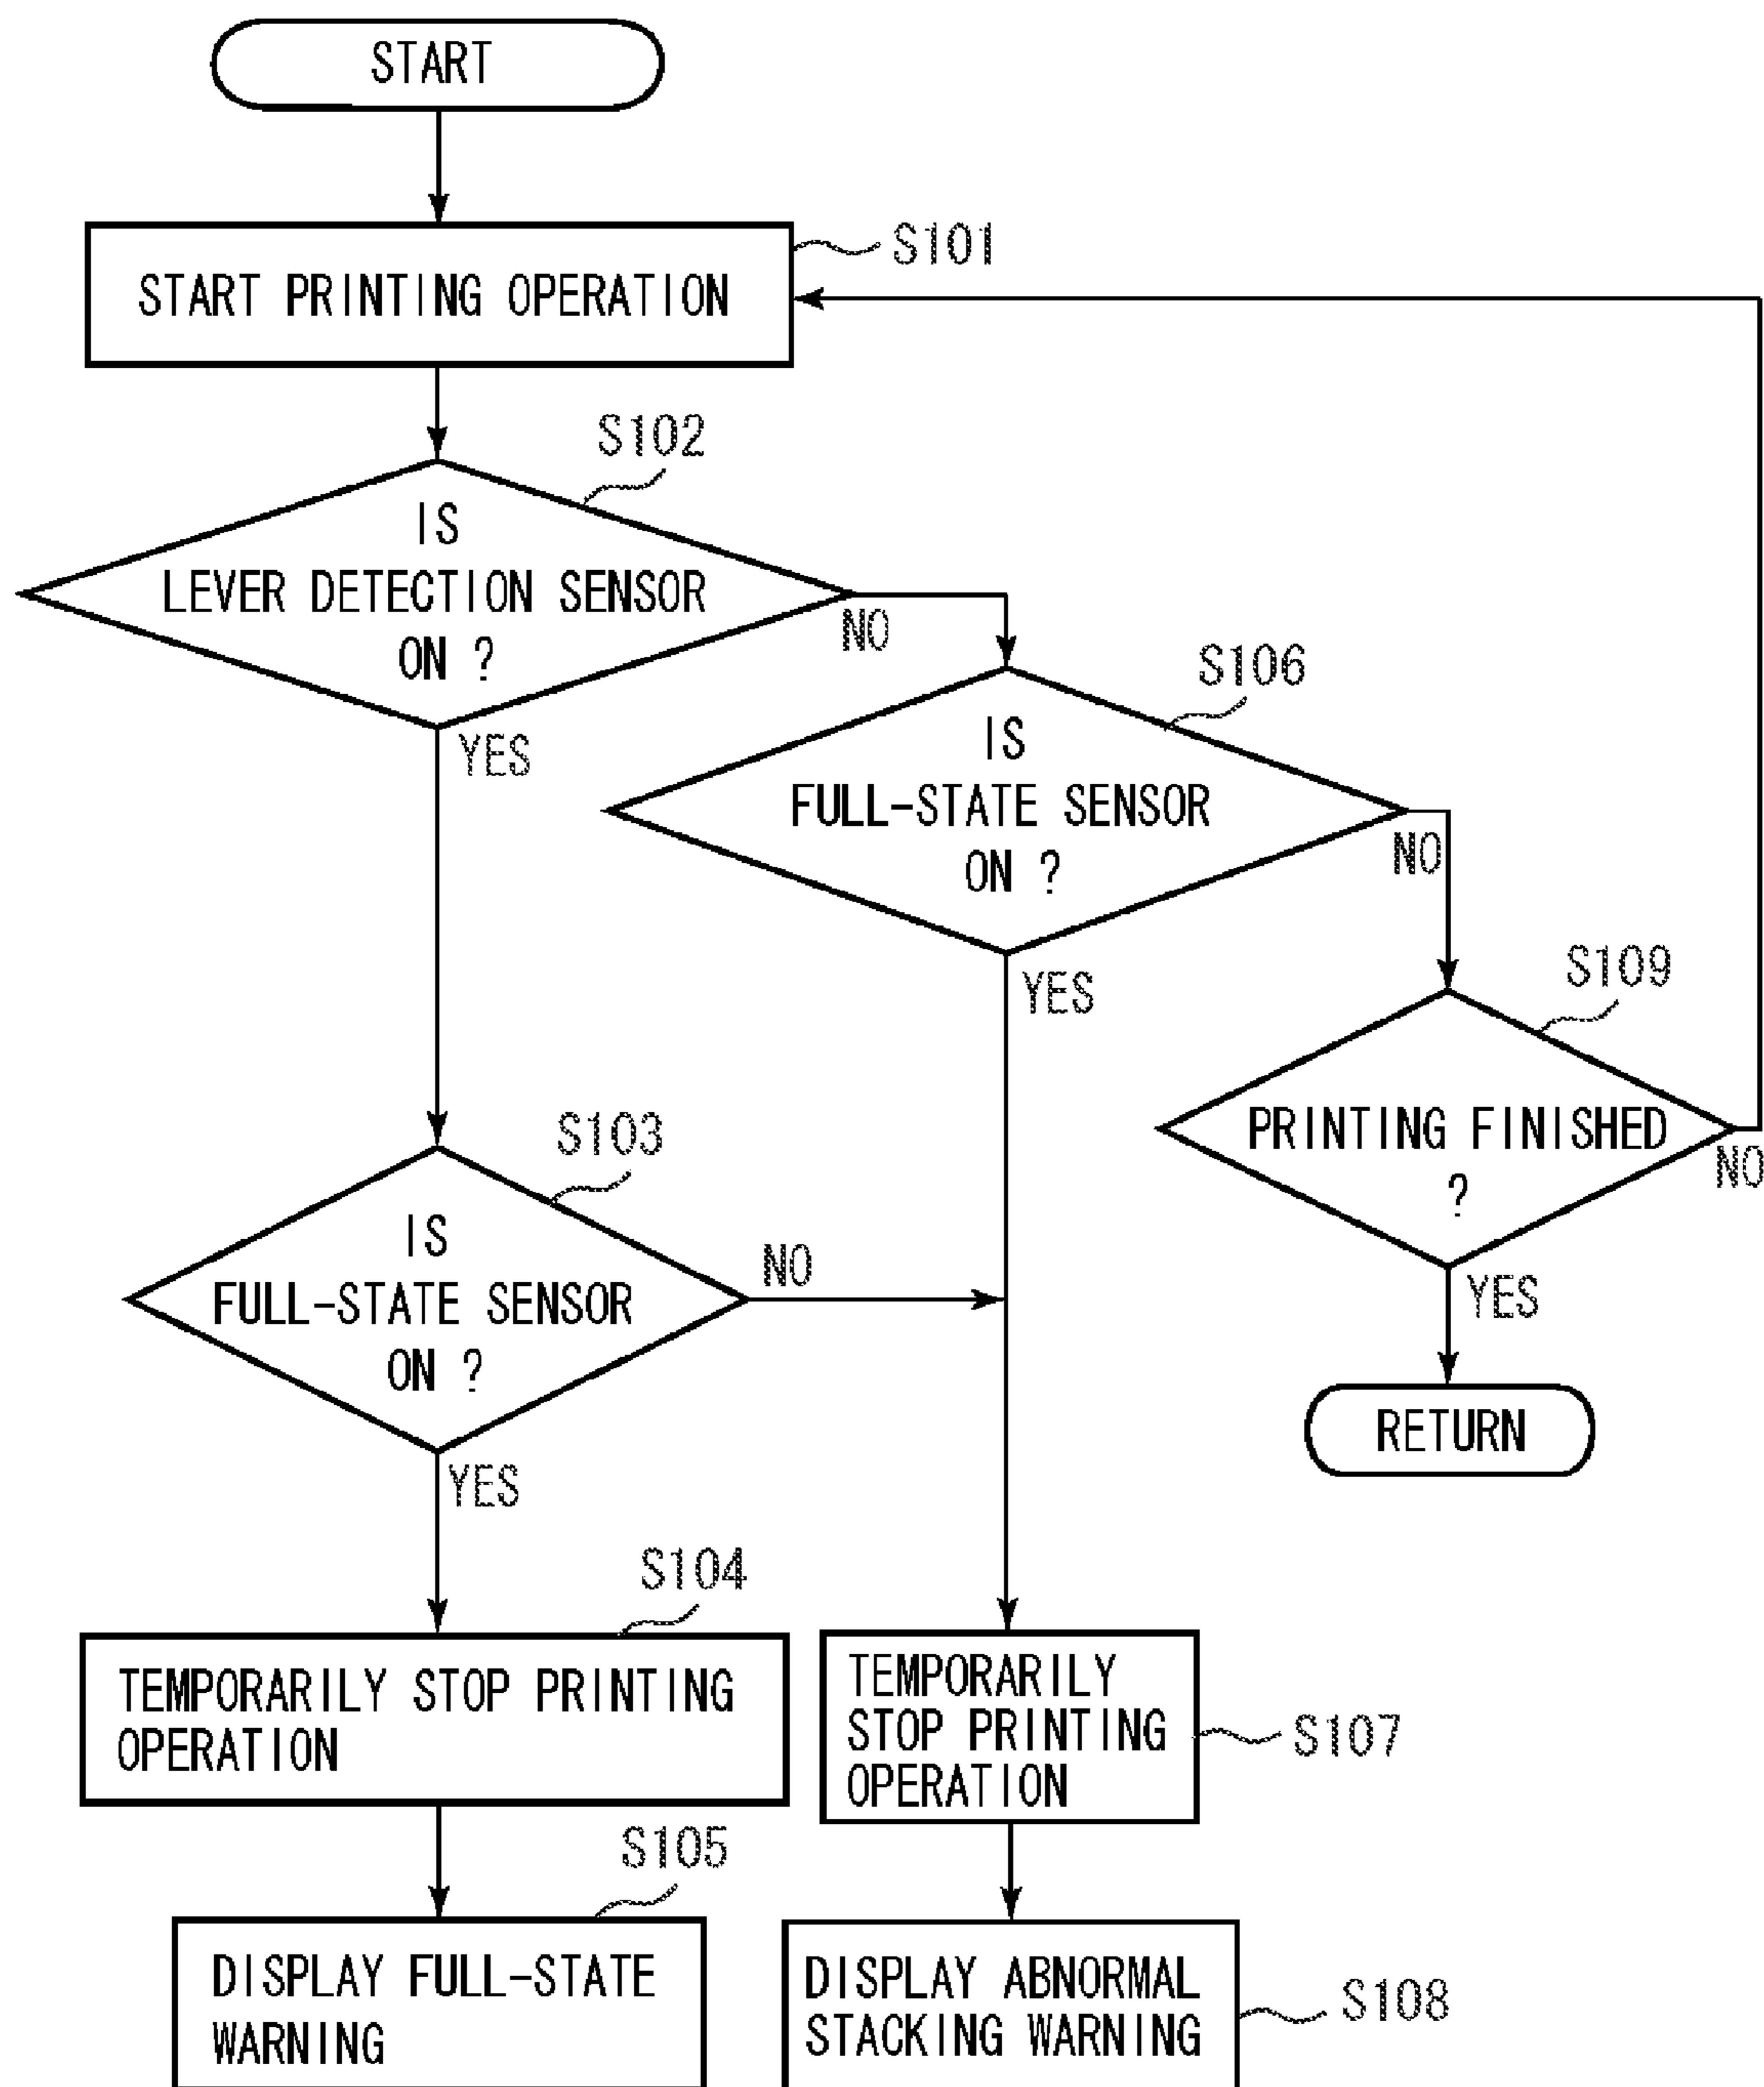 START
START PRINTING OPERATION
S101
S102
IS
LEVER DETECTION SENSOR
ON ?
NO
YES
S106
IS
FULL-STATE SENSOR
ON ?
NO
YES
S109
PRINTING FINISHED
?
NO
YES
RETURN
S103
IS
FULL-STATE SENSOR
ON ?
NO
YES
S104
TEMPORARILY STOP PRINTING
OPERATION
TEMPORARILY
STOP PRINTING
OPERATION
S107
S105
DISPLAY FULL-STATE
WARNING
DISPLAY ABNORMAL
STACKING WARNING
S108